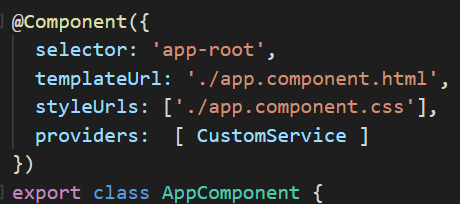 @Component({
  selector: 'app-root',
  templateUrl: './app.component.html',
  styleUrls: ['./app.component.css'],
  providers:  [ CustomService ]
})
export class AppComponent {